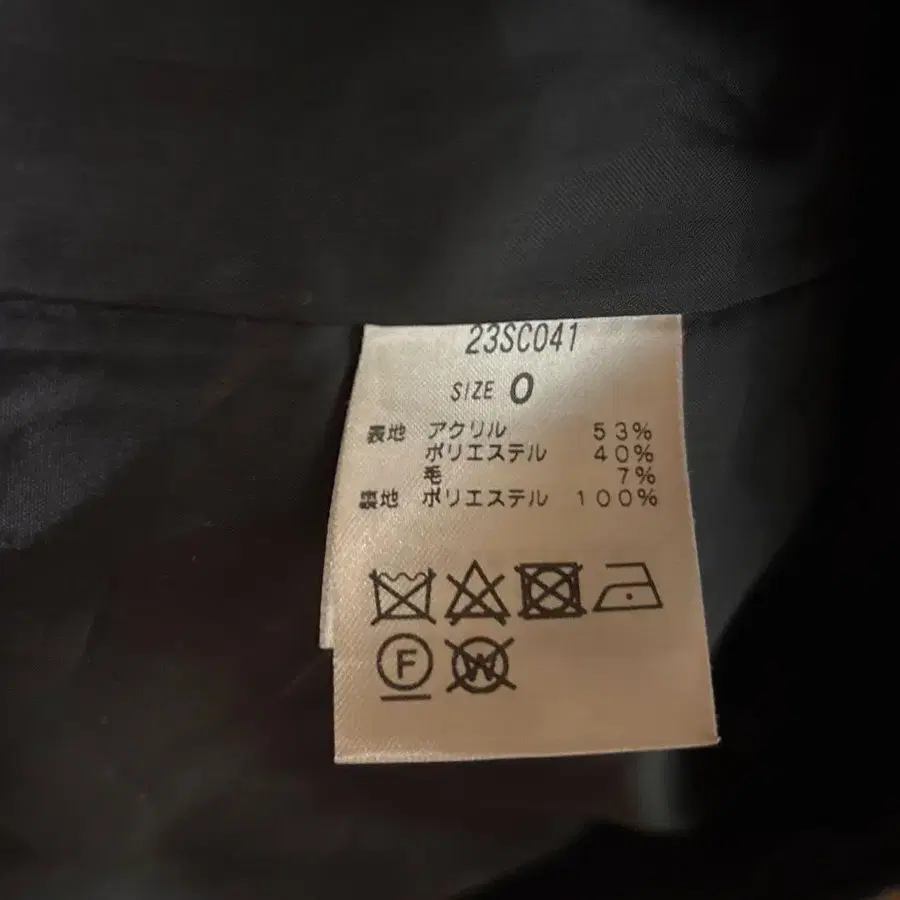 23SC041
SIZE 0
表地 アクリル 53%
ポリエステル 40%
毛 7%
裏地 ポリエステル 100%
F W